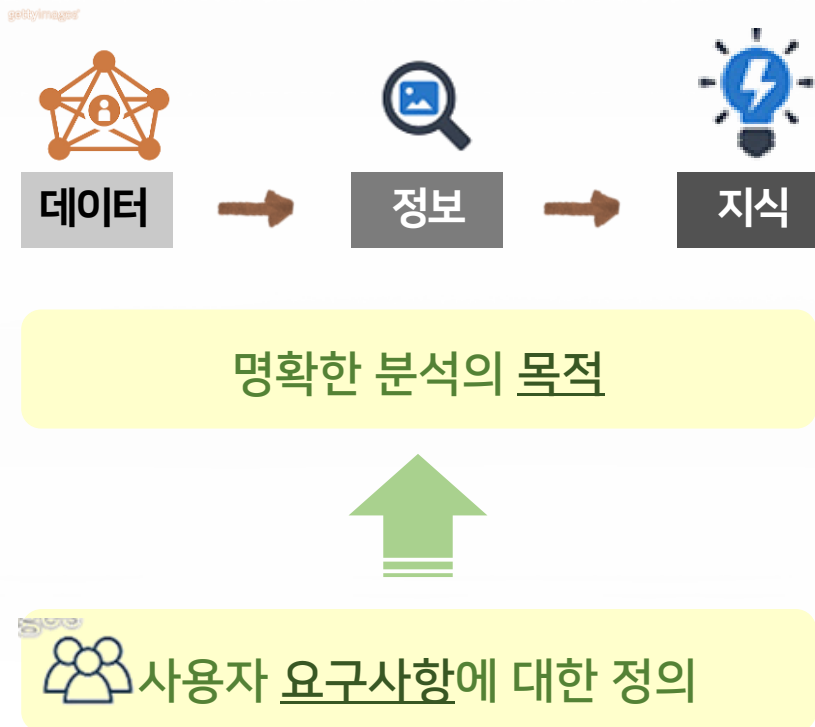 gettyimages
데이터
정보
지식
명확한 분석의 목적
사용자 요구사항에 대한 정의